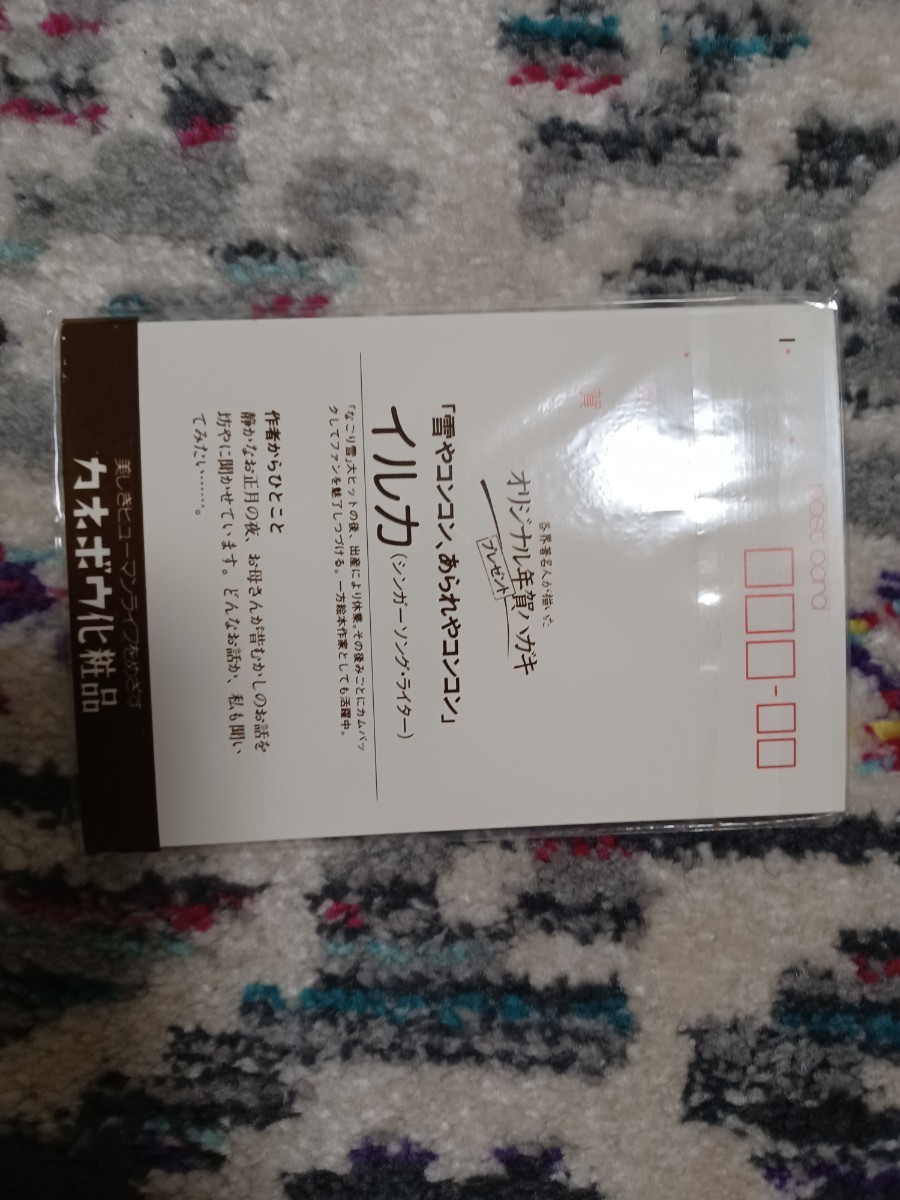 post card
賀
各界著名人が描いた
オリジナル年賀ハガキ
プレゼント
「雪やコンコン、あられやコンコン」
イルカ(シンガーソング・ライター)
「なごり雪」大ヒットの後、出産により休業、その後みごとにカムバッ
クしてファンを魅了しつづける。一方絵本作家としても活躍中。
作者からひとこと
静かなお正月の夜、お母さんが昔むかしのお話を
坊やに聞かせています。どんなお話か、私も聞い
てみたい……。
美しきヒューマンライフをめざす
カネボウ化粧品